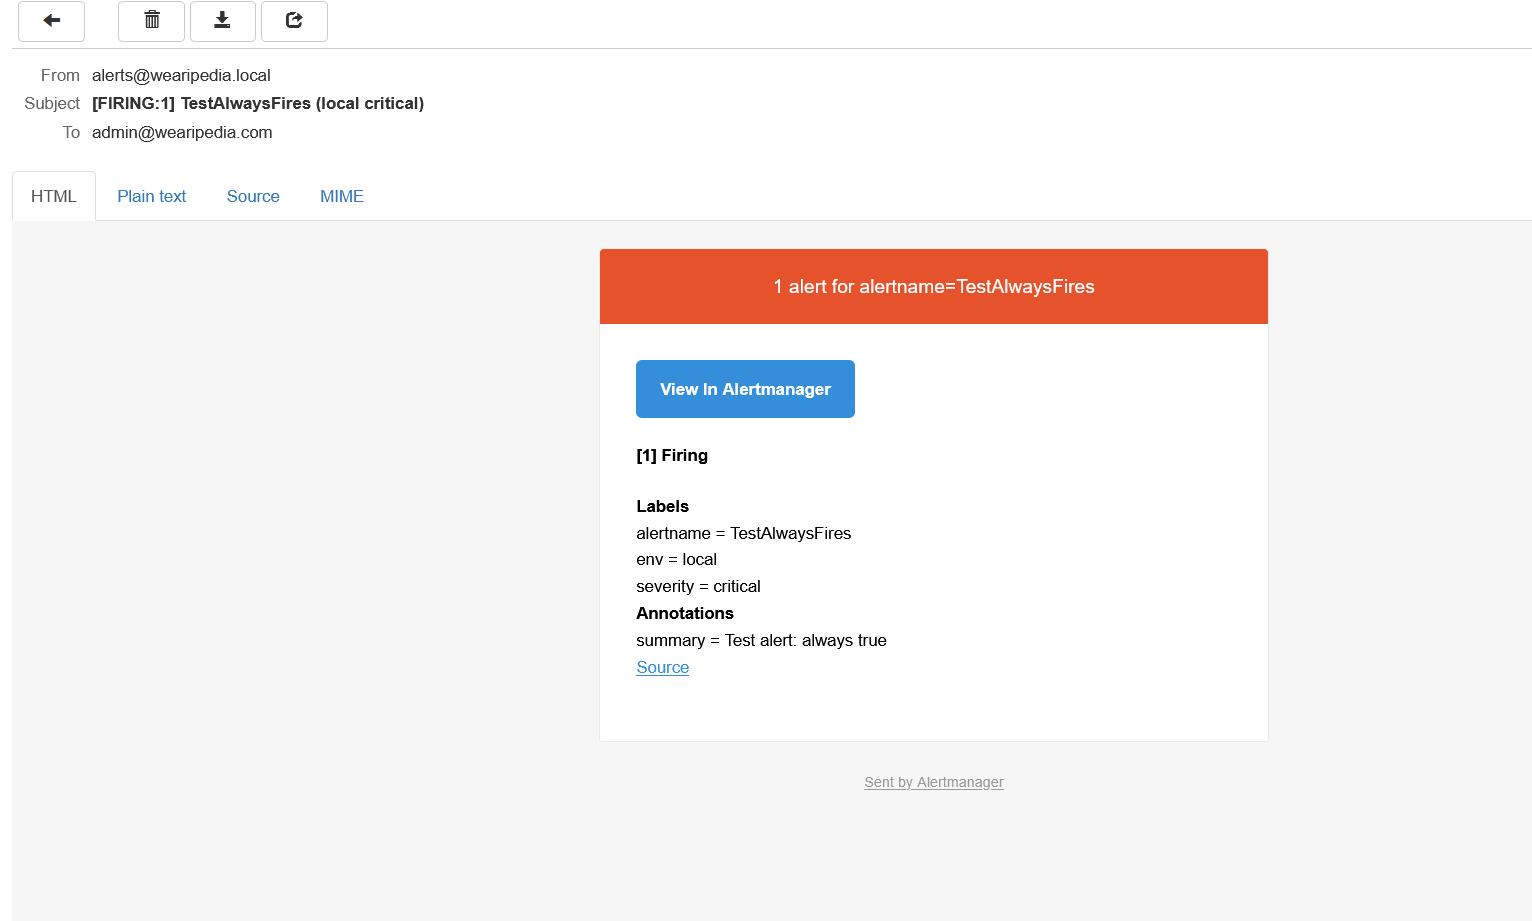 From alerts@wearipedia.local
Subject [FIRING:1] TestAlwaysFires (local critical)
To admin@wearipedia.com
HTML Plain text Source MIME
1 alert for alertname=TestAlwaysFires
View In Alertmanager
[1] Firing
Labels
alertname = TestAlwaysFires
env = local
severity = critical
Annotations
summary = Test alert: always true
Source
Sent by Alertmanager